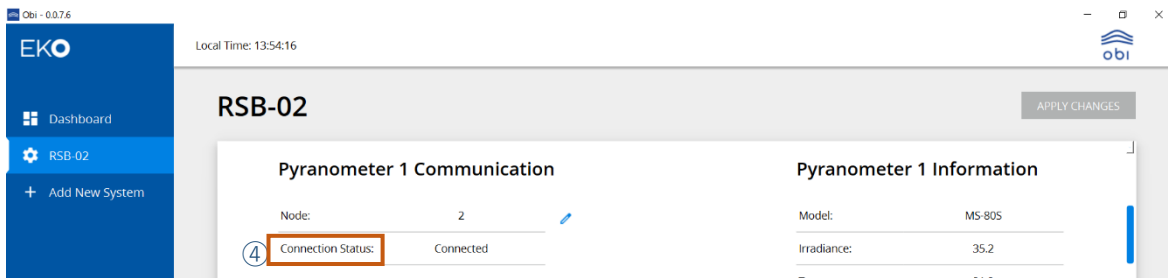 Obi - 0.0.7.6
EKO
Local Time: 13:54:16
obi
Dashboard
RSB-02
Add New System
RSB-02
APPLY CHANGES
Pyranometer 1 Communication
Node: 2
④ Connection Status: Connected
Pyranometer 1 Information
Model: MS-80S
Irradiance: 35.2